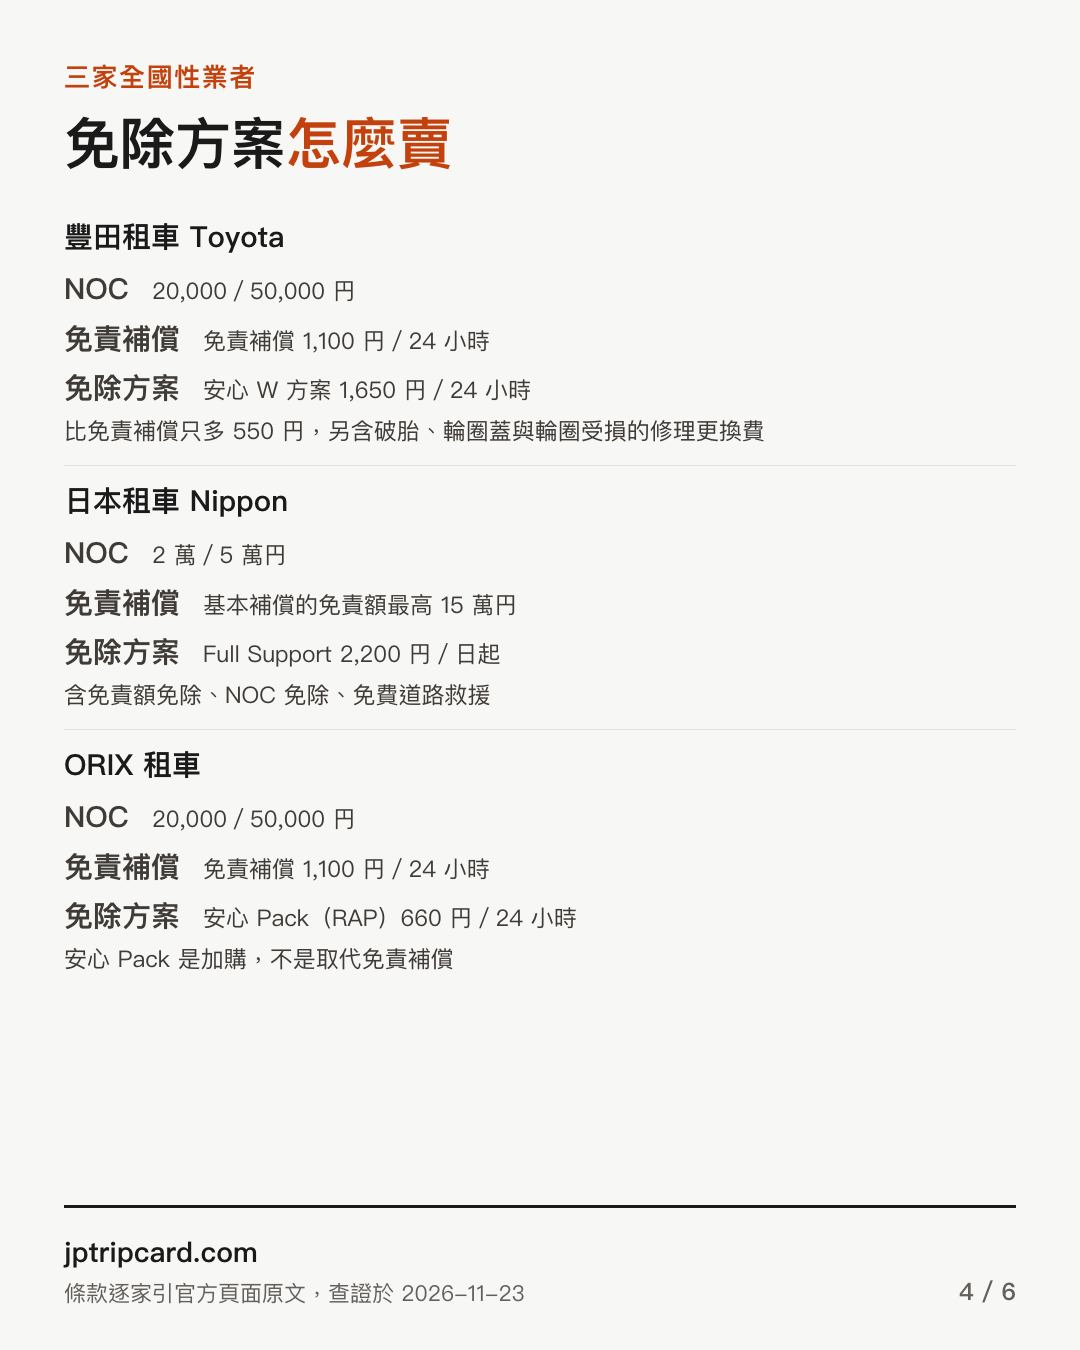 三家全國性業者
免除方案怎麼賣
豐田租車 Toyota
NOC 20,000 / 50,000 円
免責補償 免責補償 1,100 円 / 24 小時
免除方案 安心 W 方案 1,650 円 / 24 小時
比免責補償只多 550 円，另含破胎、輪圈蓋與輪圈受損的修理更換費
日本租車 Nippon
NOC 2 萬 / 5 萬円
免責補償 基本補償的免責額最高 15 萬円
免除方案 Full Support 2,200 円 / 日起
含免責額免除、NOC 免除、免費道路救援
ORIX 租車
NOC 20,000 / 50,000 円
免責補償 免責補償 1,100 円 / 24 小時
免除方案 安心 Pack（RAP）660 円 / 24 小時
安心 Pack 是加購，不是取代免責補償
jptripcard.com
條款逐家引官方頁面原文，查證於 2026-11-23
4 / 6